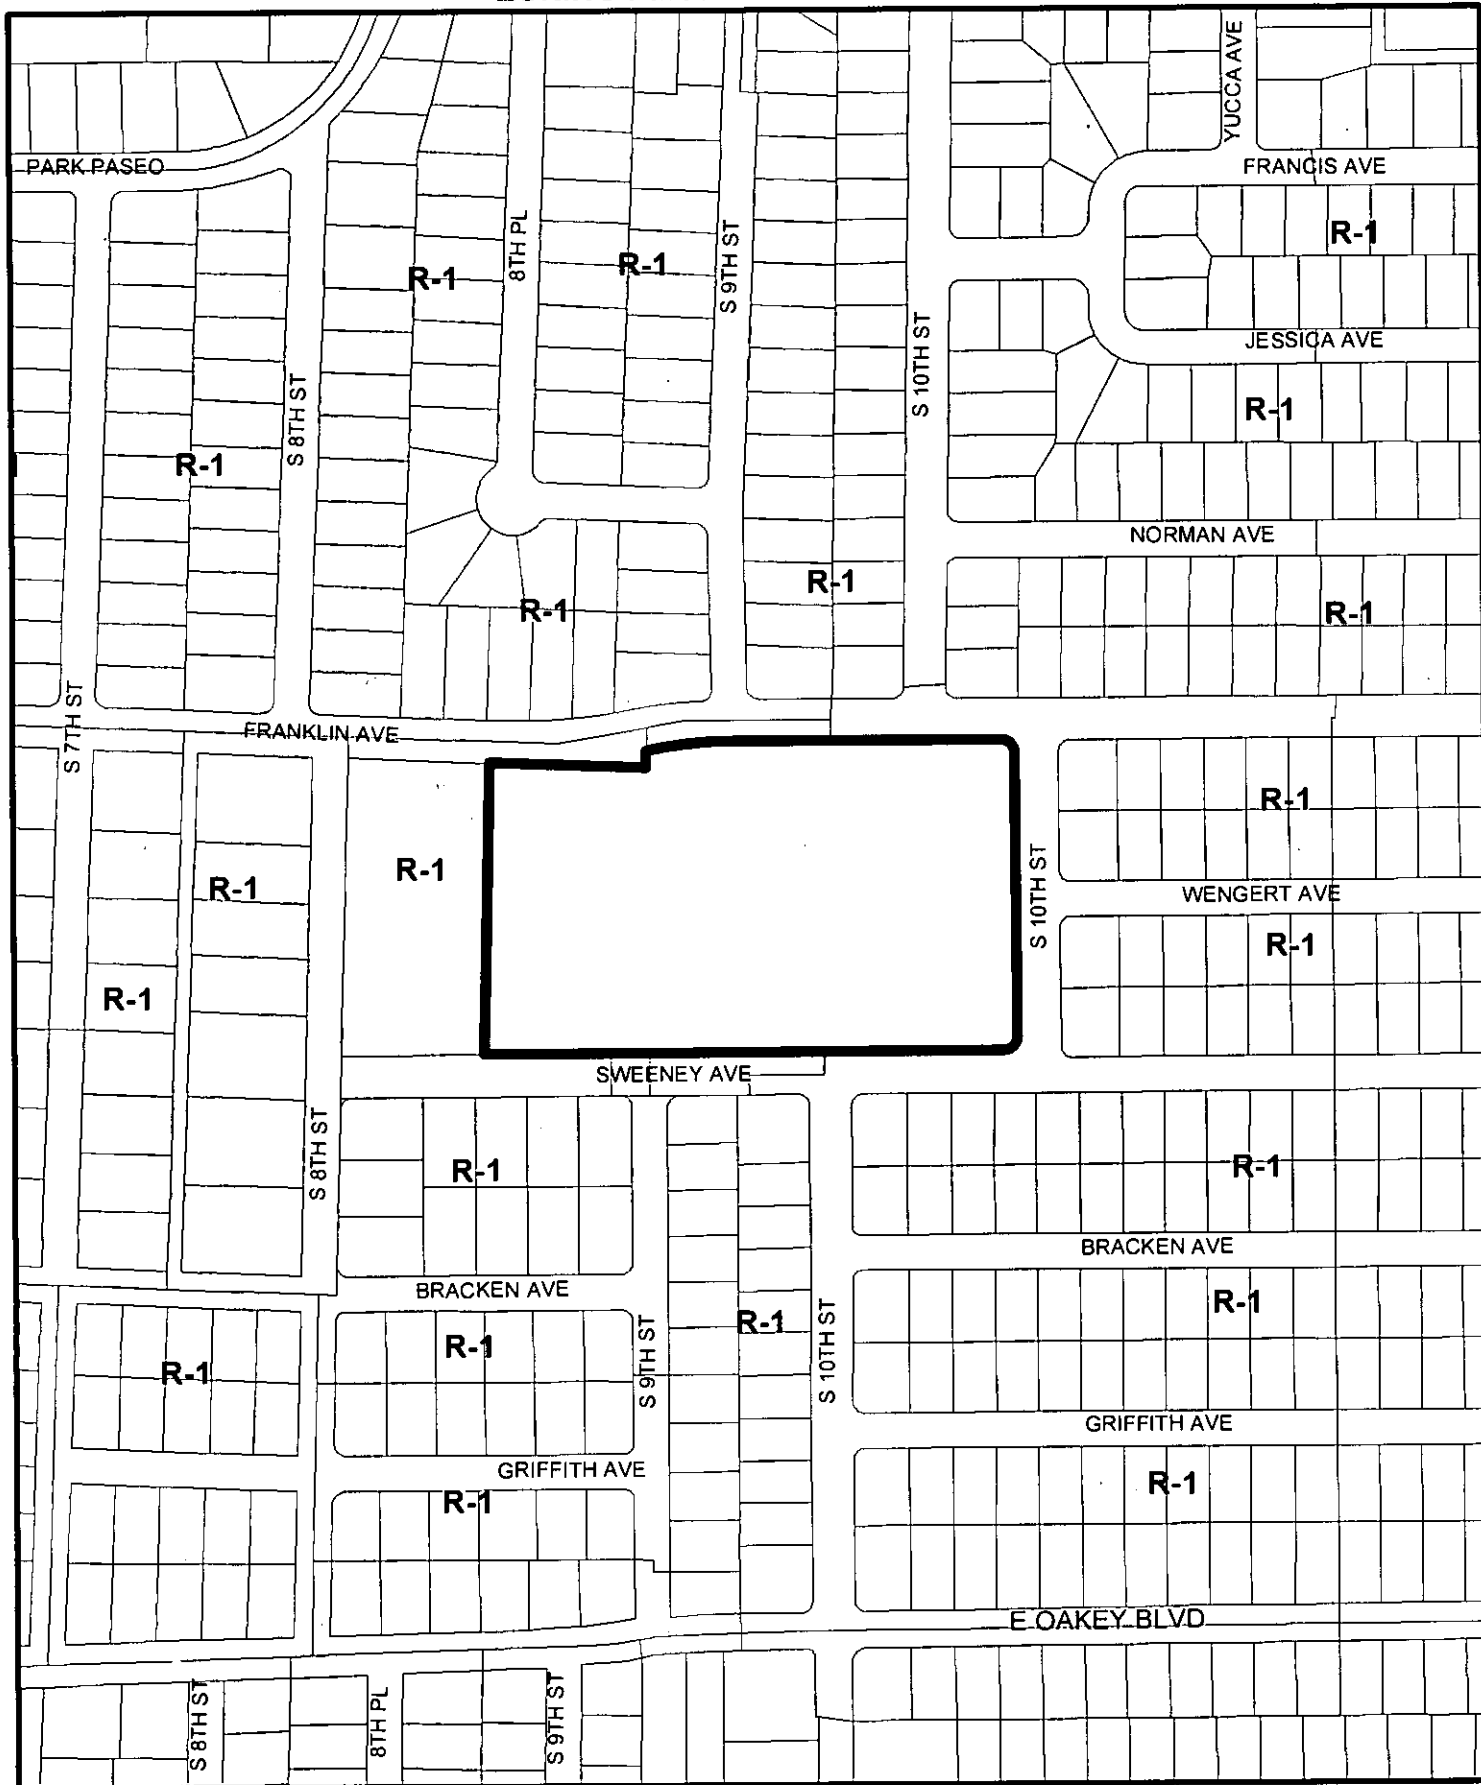 YUCCA AVE
PARK PASEO
FRANCIS AVE
R-1
8TH PL
R-1
R-1
S 9TH ST
JESSICA AVE
S 10TH ST
S 8TH ST
R-1
R-1
NORMAN AVE
R-1
R-1
R-1
S 7TH ST
FRANKLIN AVE
R-1
R-1
R-1
S 10TH ST
WENGERT AVE
R-1
R-1
SWEENEY AVE
S 8TH ST
R-1
R-1
BRACKEN AVE
BRACKEN AVE
R-1
R-1
R-1
R-1
S 9TH ST
S 10TH ST
GRIFFITH AVE
GRIFFITH AVE
R-1
R-1
E OAKEY BLVD
S 8TH ST
8TH PL
S 9TH ST